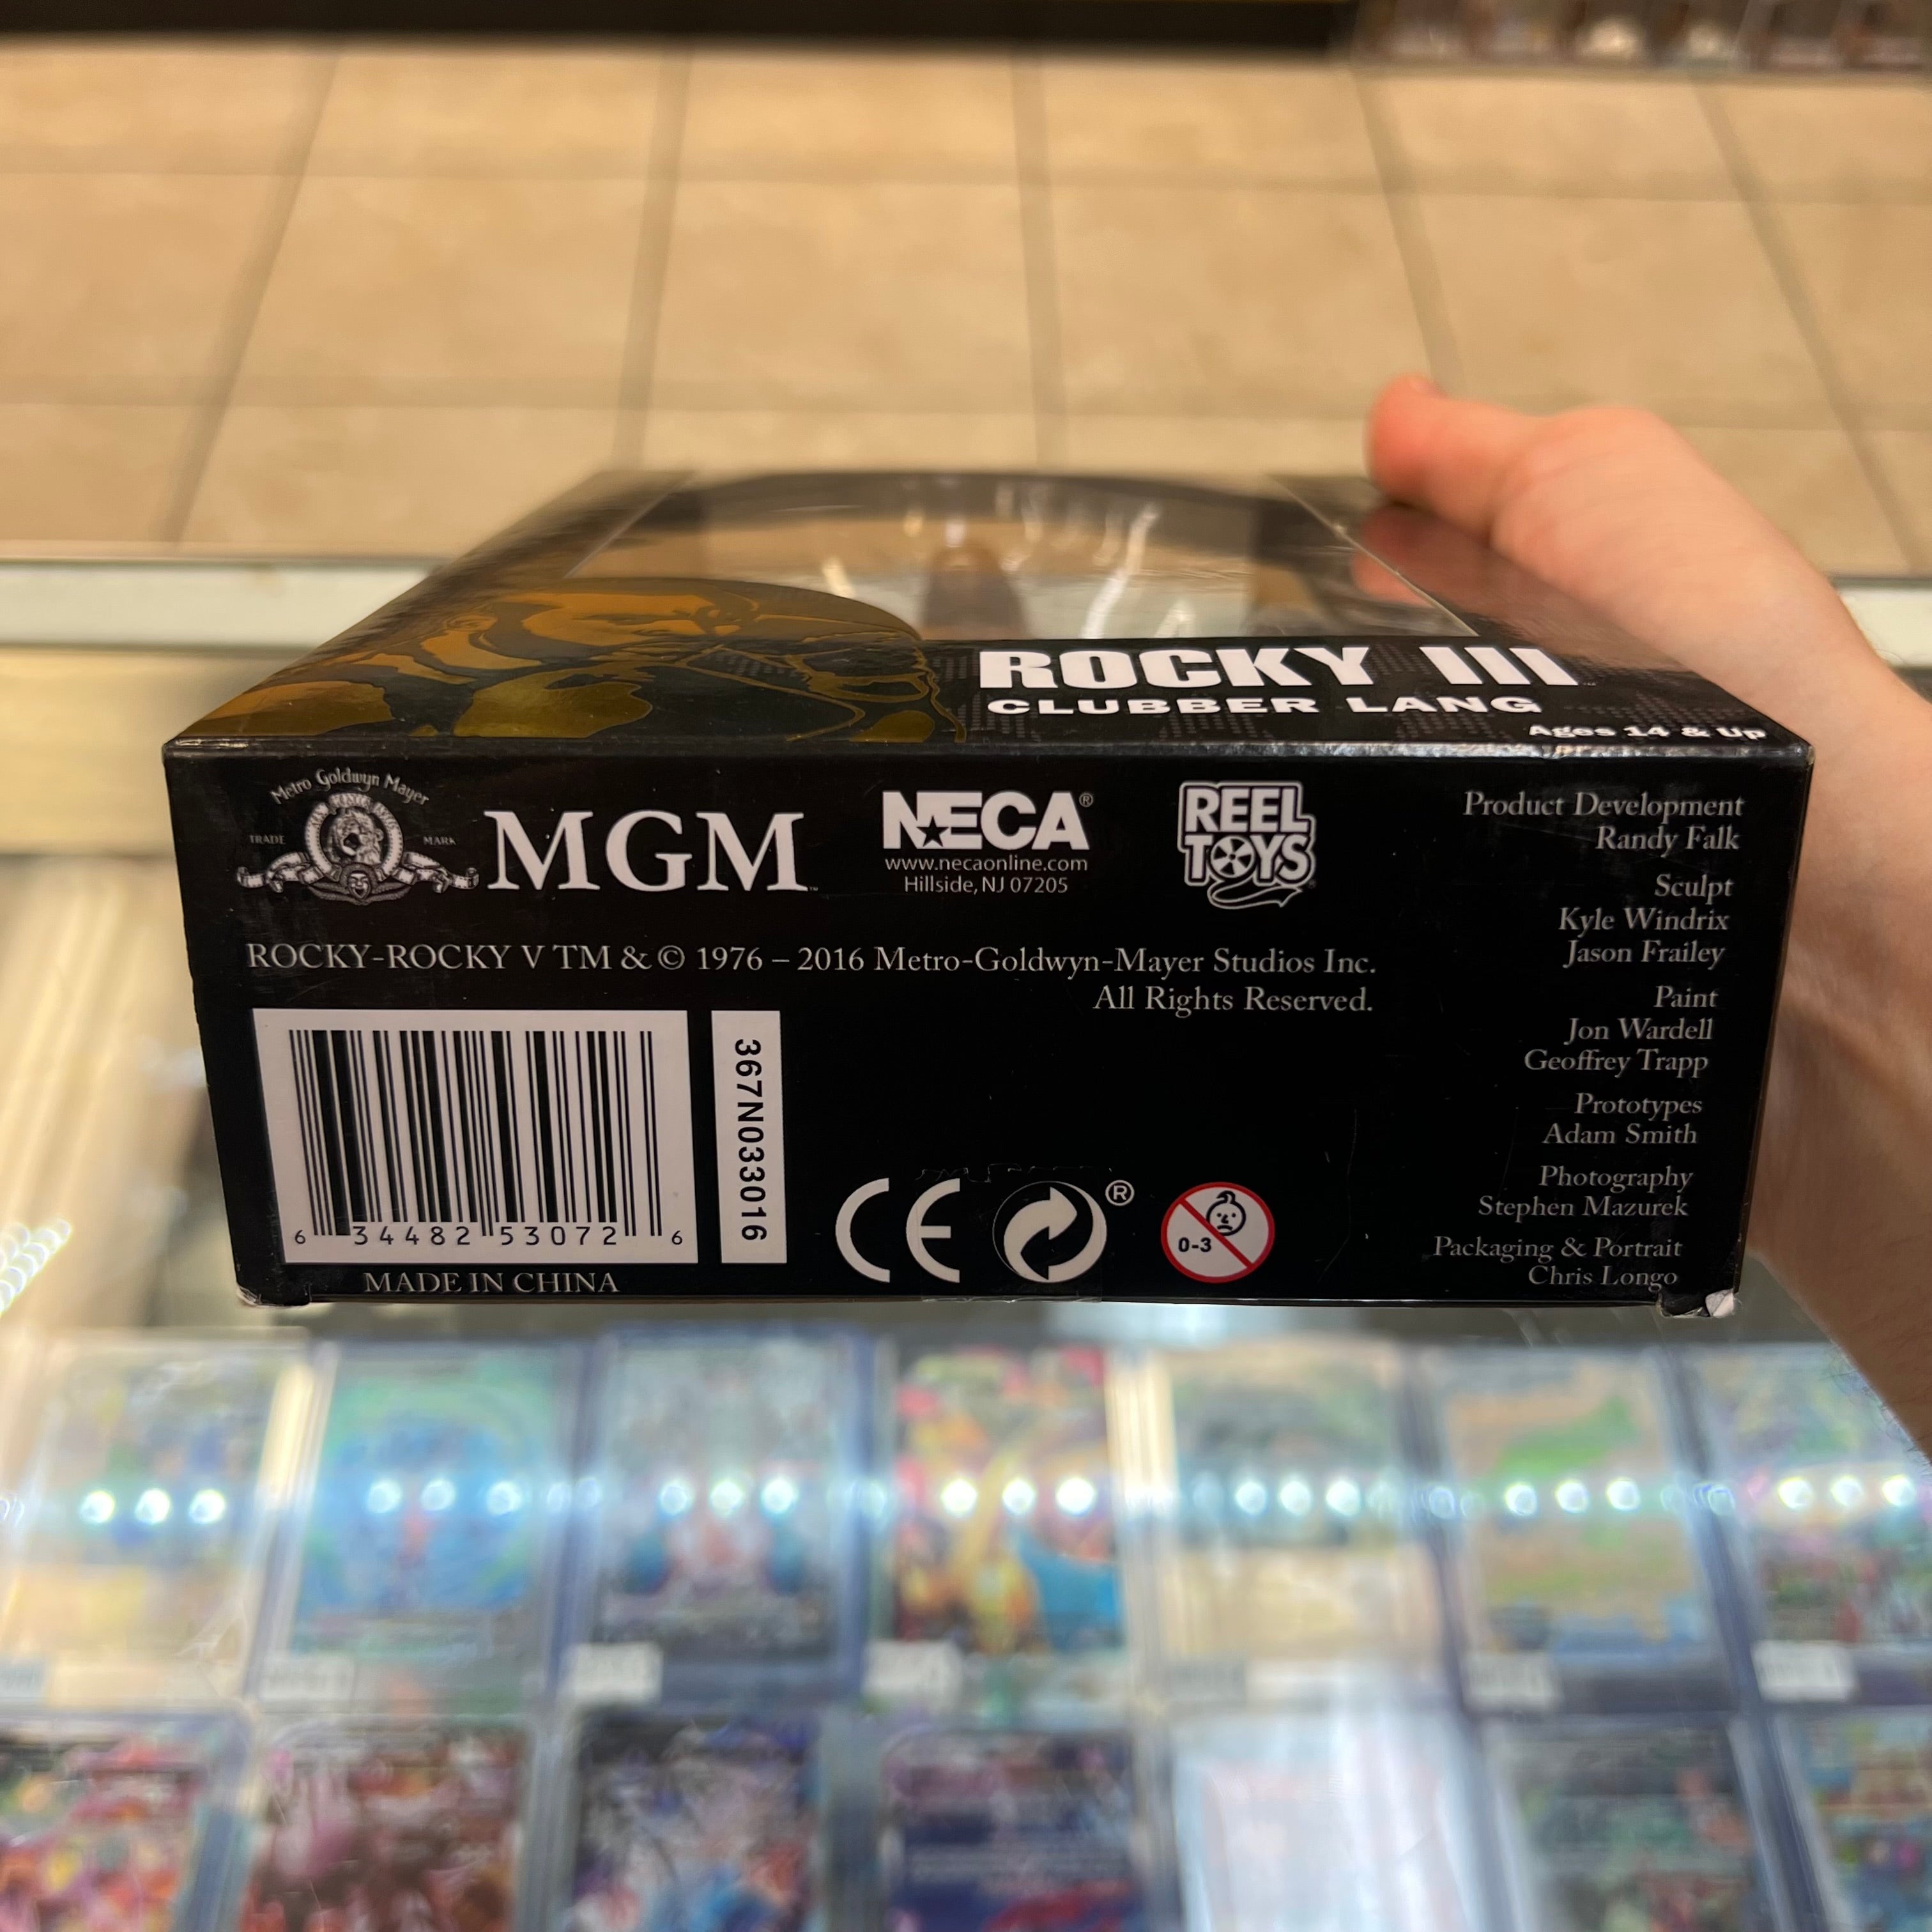 ROCKY III
CLUBBER LANG
Ages 14 & Up
Metro Goldwyn Mayer
TRADE MARK
MGM™
NECA®
www.necaonline.com
Hillside, NJ 07205
REEL
TOYS®
ROCKY-ROCKY V TM & © 1976 – 2016 Metro-Goldwyn-Mayer Studios Inc.
All Rights Reserved.
6 34482 53072 6
MADE IN CHINA
367N033016
CE
®
0-3
Product Development
Randy Falk
Sculpt
Kyle Windrix
Jason Frailey
Paint
Jon Wardell
Geoffrey Trapp
Prototypes
Adam Smith
Photography
Stephen Mazurek
Packaging & Portrait
Chris Longo